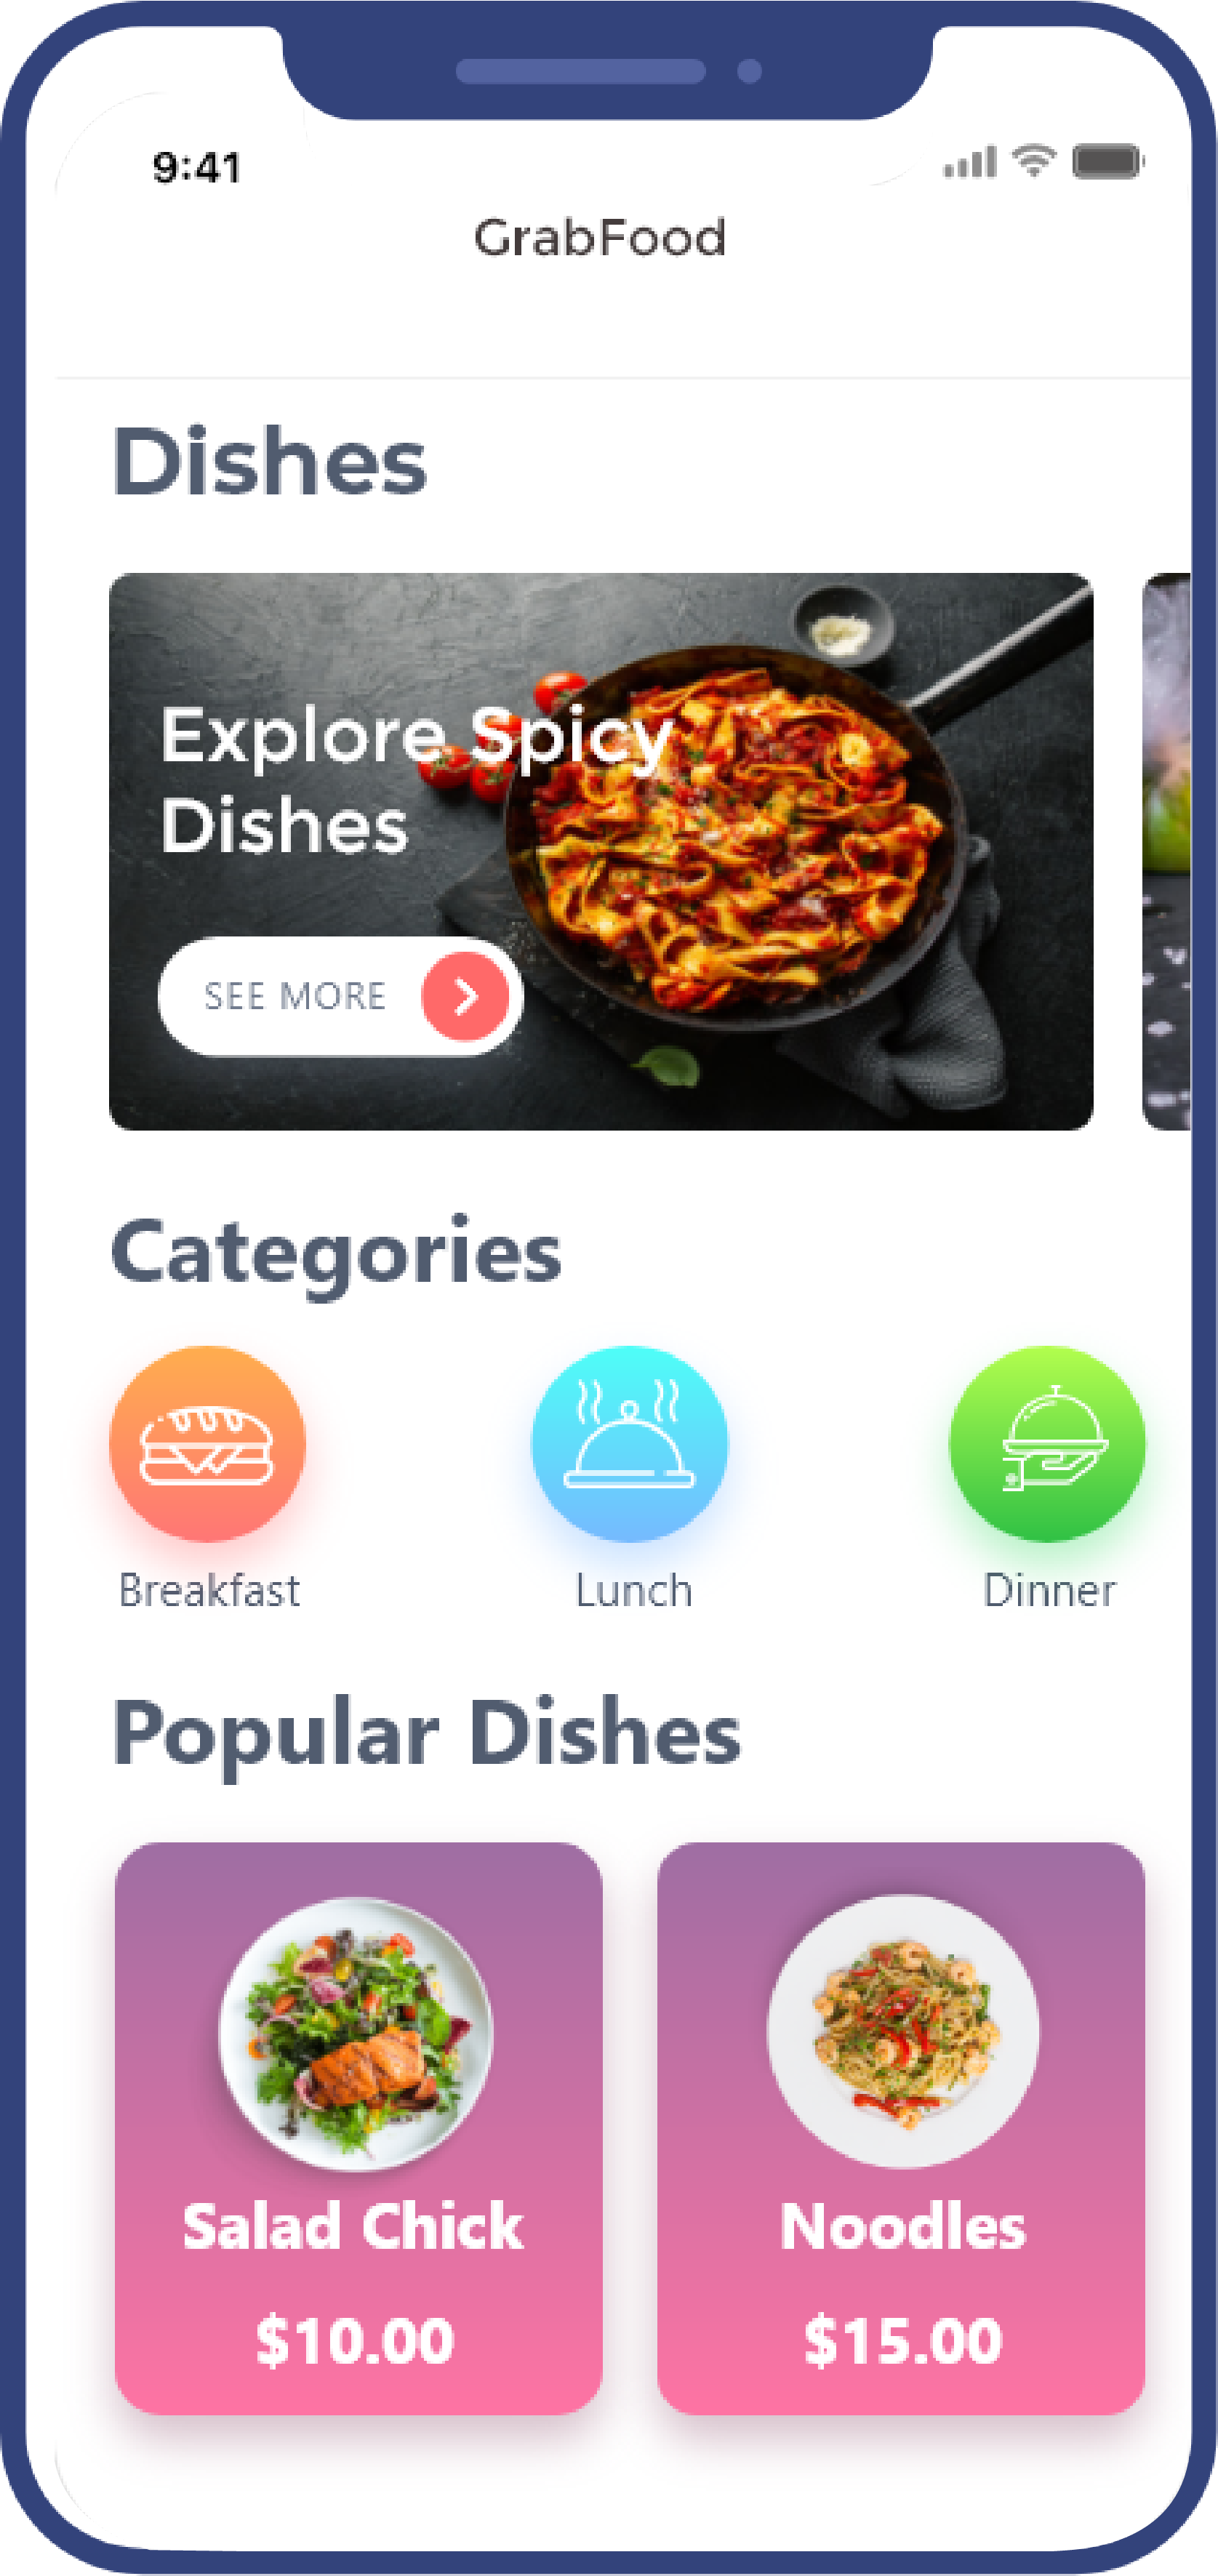 9:41
GrabFood
Dishes
Explore Spicy
Dishes
SEE MORE
Categories
Breakfast
Lunch
Dinner
Popular Dishes
Salad Chick
Noodles
$10.00
$15.00